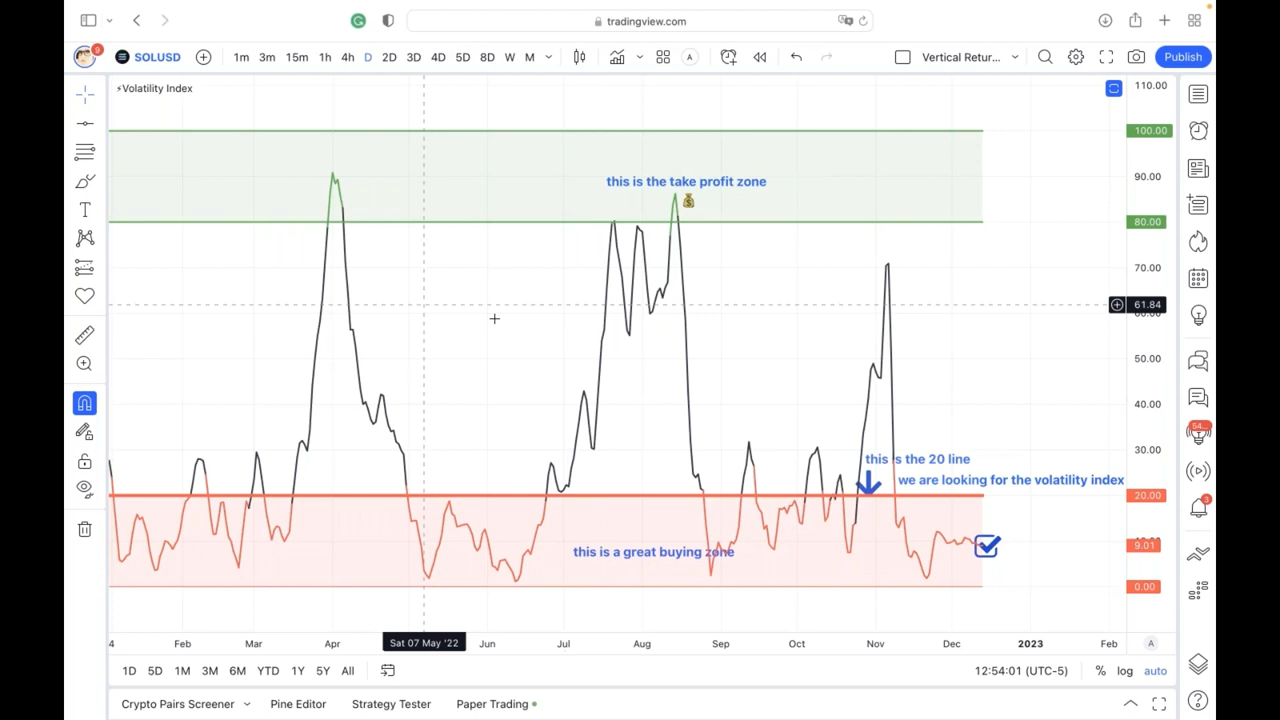 tradingview.com
9
SOLUSD
1m 3m 15m 1h 4h D 2D 3D 4D 5D 8D W M
A
Vertical Retur...
Publish
⚡Volatility Index
110.00
100.00
this is the take profit zone
90.00
80.00
70.00
61.84
50.00
40.00
30.00
this is the 20 line
we are looking for the volatility index
20.00
this is a great buying zone
9.01
0.00
54...
3
4 Feb Mar Apr Sat 07 May '22 Jun Jul Aug Sep Oct Nov Dec 2023 Feb A
1D 5D 1M 3M 6M YTD 1Y 5Y All
12:54:01 (UTC-5) % log auto
Crypto Pairs Screener Pine Editor Strategy Tester Paper Trading